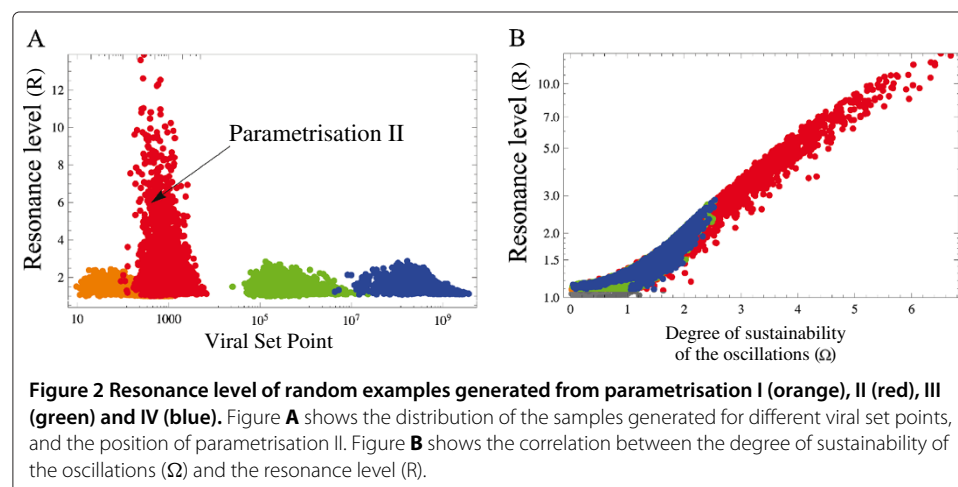 A
Resonance level (R)
14
12
10
8
6
4
2
Parametrisation II
10
1000
10⁵
10⁷
10⁹
Viral Set Point
B
Resonance level (R)
10.0
7.0
5.0
3.0
2.0
1.5
1.0
0
1
2
3
4
5
6
Degree of sustainability
of the oscillations (Ω)
Figure 2 Resonance level of random examples generated from parametrisation I (orange), II (red), III
(green) and IV (blue). Figure A shows the distribution of the samples generated for different viral set points,
and the position of parametrisation II. Figure B shows the correlation between the degree of sustainability of
the oscillations (Ω) and the resonance level (R).